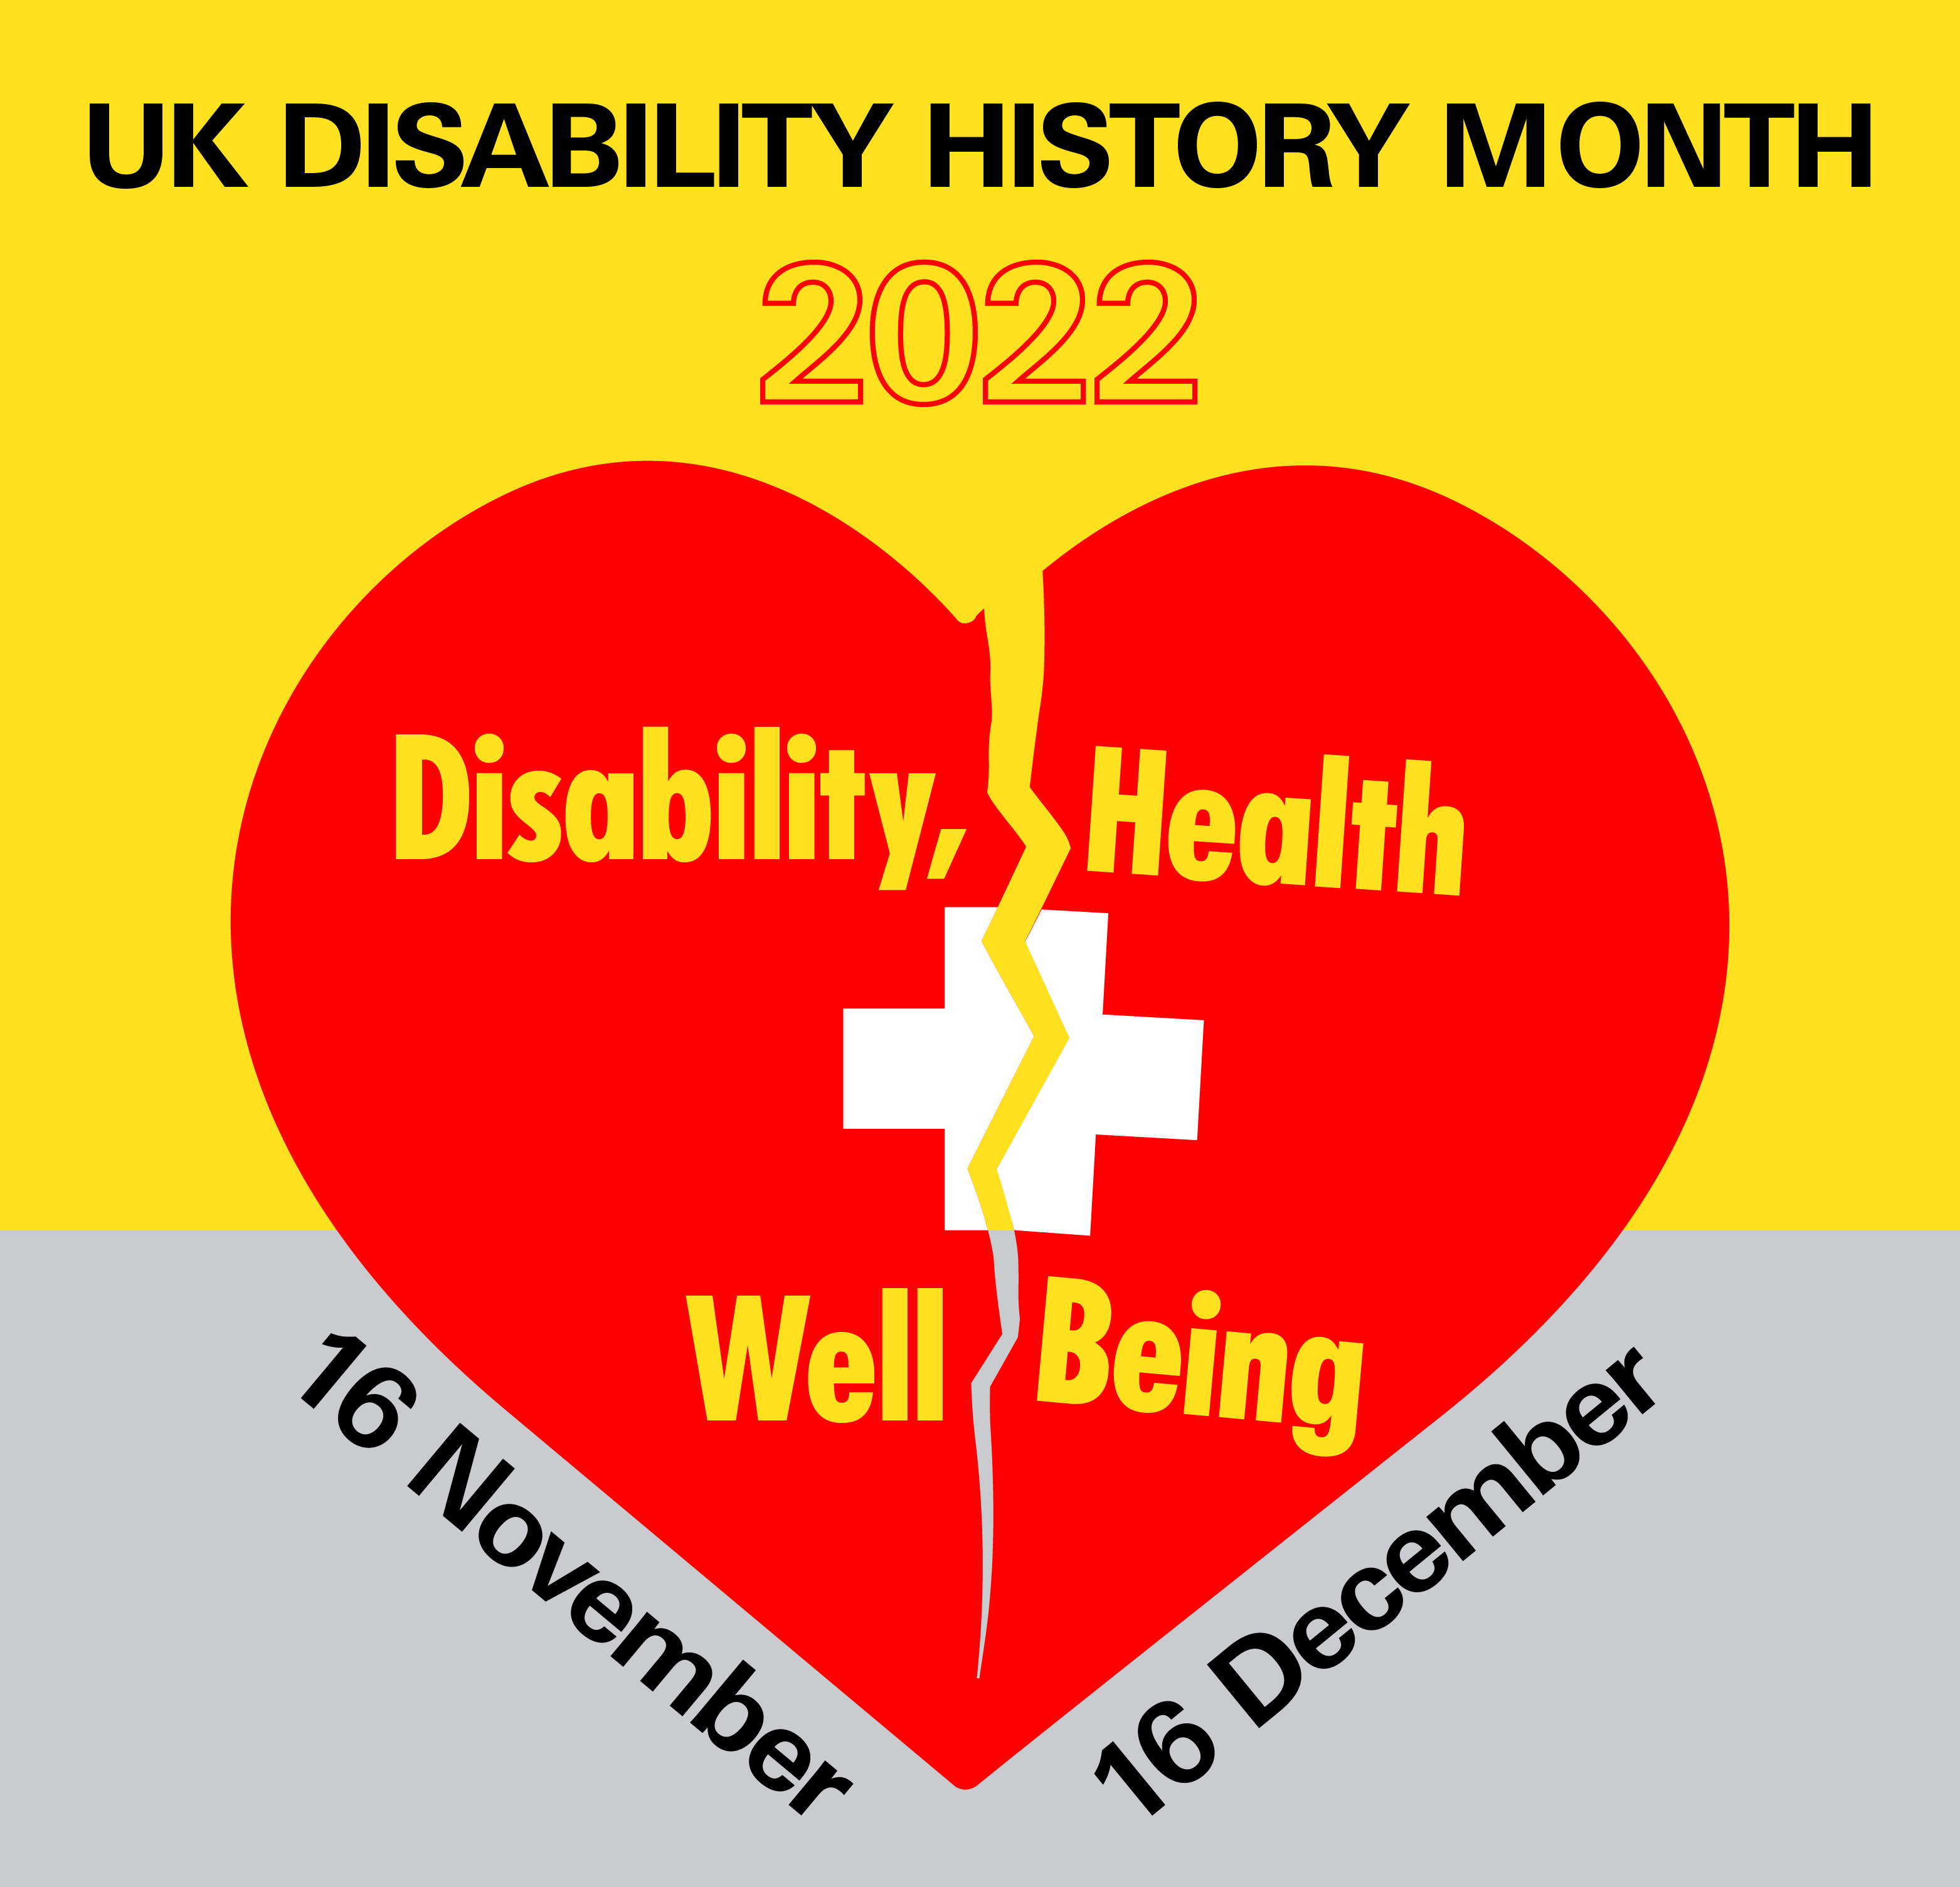 UK DISABILITY HISTORY MONTH
2022
Disability, Health
Well Being
16 November
16 December